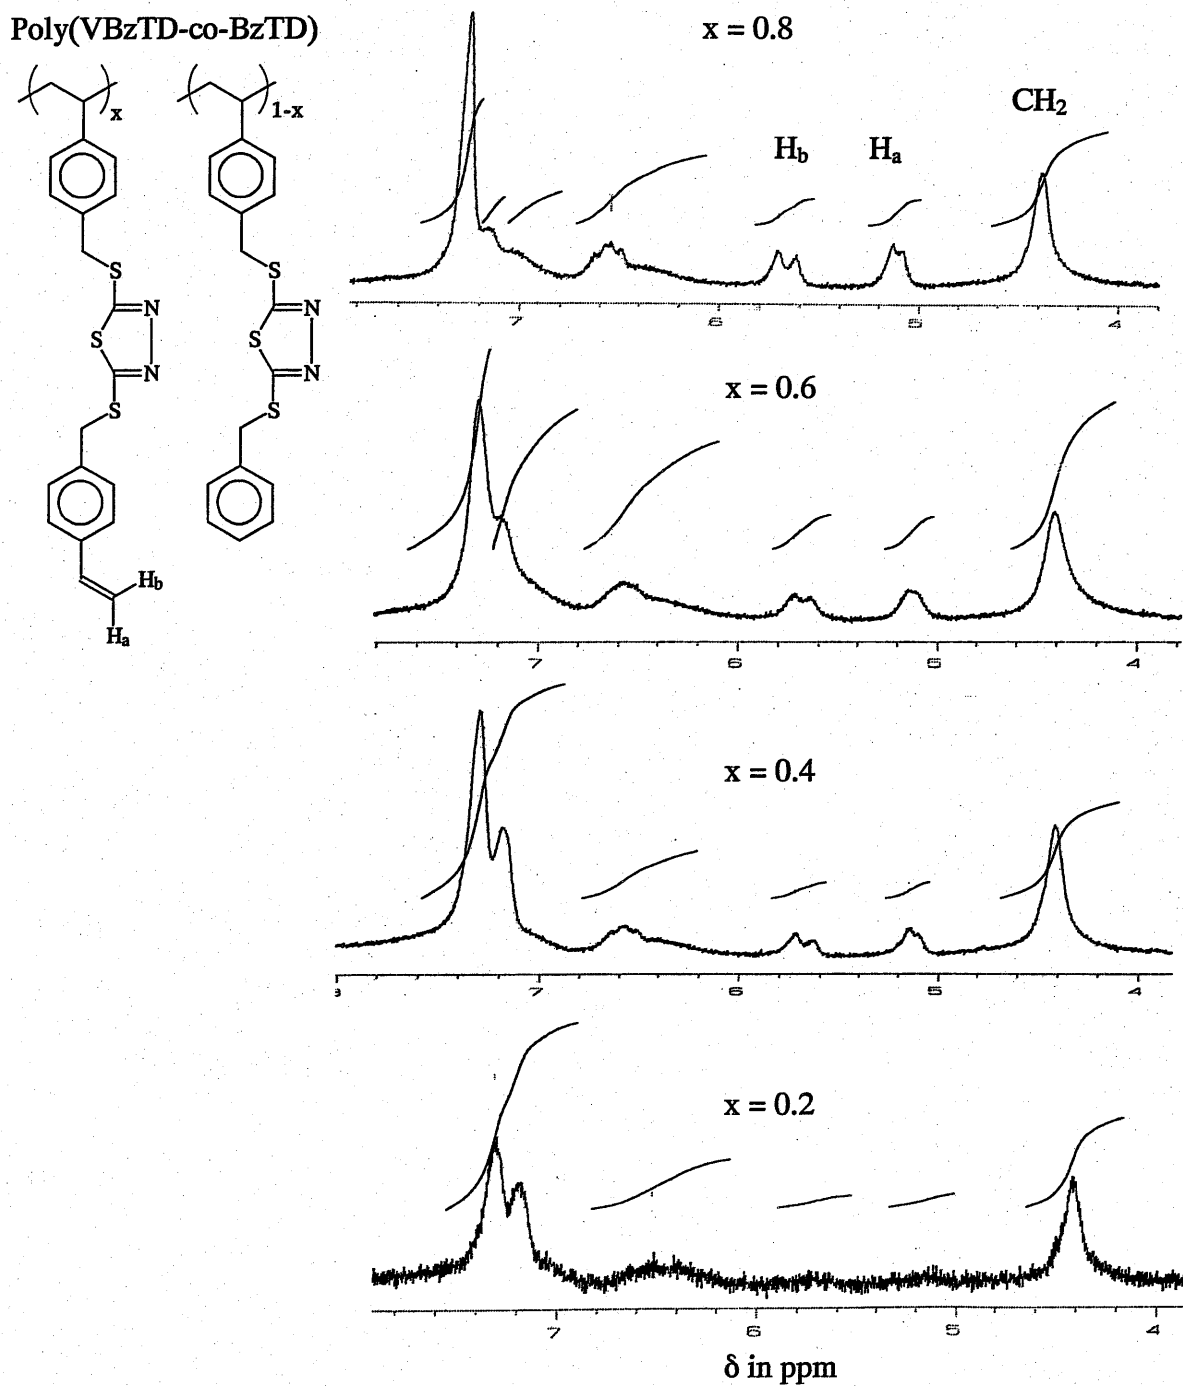 Poly(VBzTD-co-BzTD)
x
1-x
S
S
N
N
S
S
S
N
N
S
S
Hb
Ha
x = 0.8
Hb
Ha
CH2
7
6
5
4
x = 0.6
7
6
5
4
x = 0.4
7
6
5
4
x = 0.2
7
6
5
4
δ in ppm